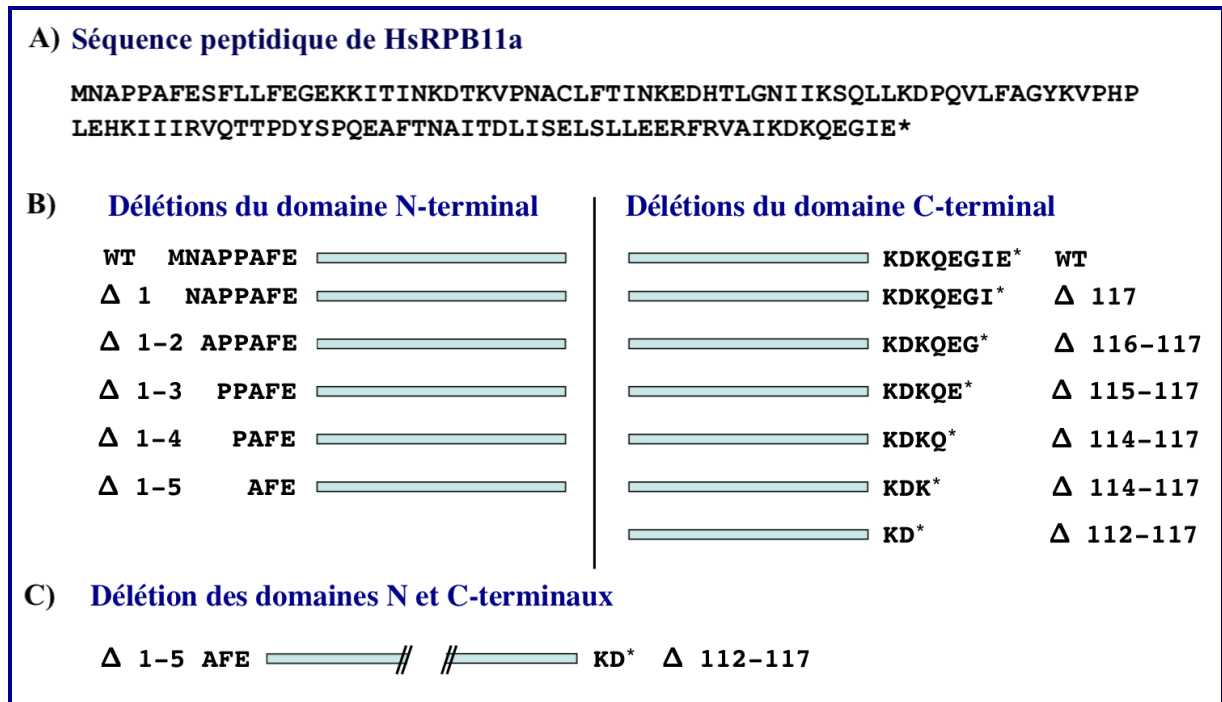 A) Séquence peptidique de HsRPB11a
MNAPPAFESFLLFEGEKKITINKDTKVPNACLFTINKEDHTLGNIIKSQLLKDPQVLFAGYKVPHP
LEHKIIIRVQTTPDYSPQEAFTNAITDLISELSLLEERFRVAIKDKQEGIE*
B) Délétions du domaine N-terminal
WT MNAPPAFE
Δ 1 NAPPAFE
Δ 1-2 APPAFE
Δ 1-3 PPAFE
Δ 1-4 PAFE
Δ 1-5 AFE
Délétions du domaine C-terminal
KDKQEGIE* WT
KDKQEGI* Δ 117
KDKQEG* Δ 116-117
KDKQE* Δ 115-117
KDKQ* Δ 114-117
KDK* Δ 114-117
KD* Δ 112-117
C) Délétion des domaines N et C-terminaux
Δ 1-5 AFE KD* Δ 112-117